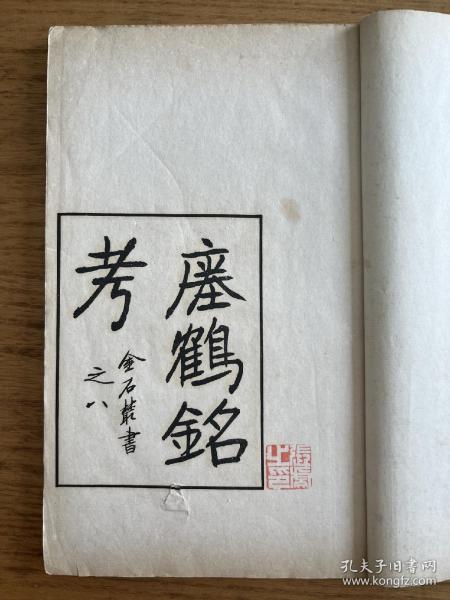 瘞鶴銘
考
金石叢書
之八
孔夫子旧书网
www.kongfz.com